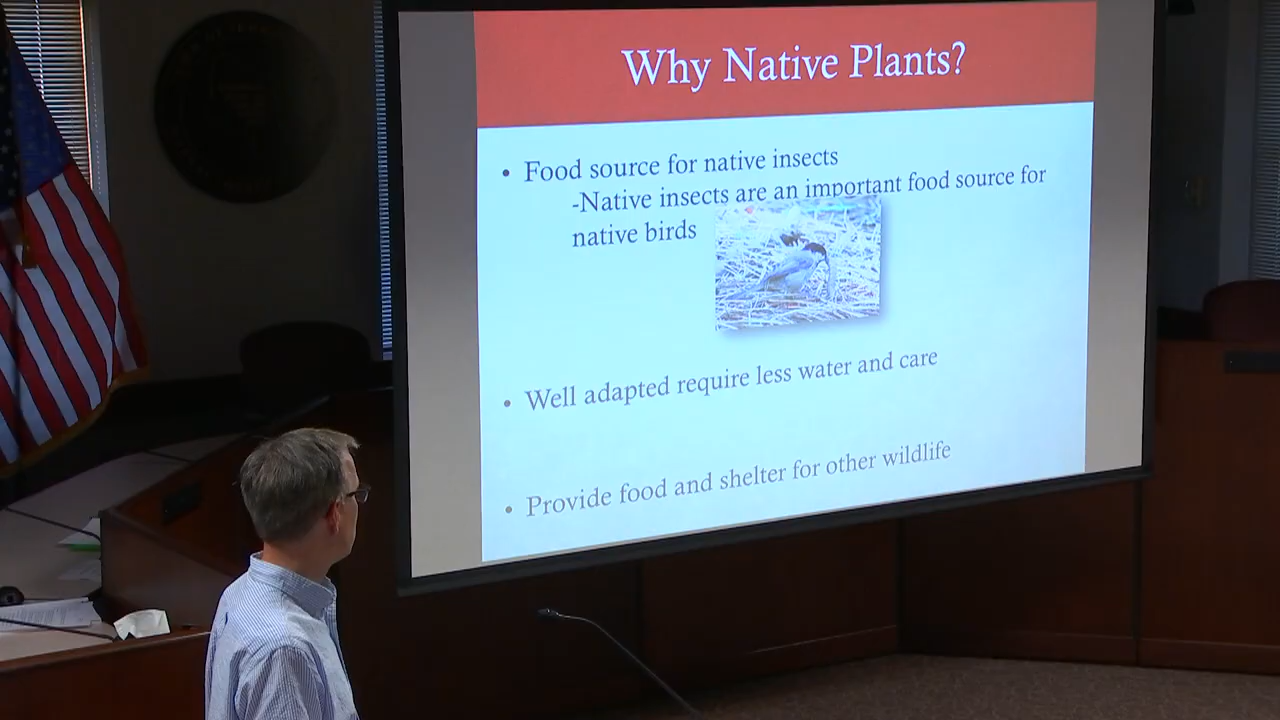 Why Native Plants?
• Food source for native insects
-Native insects are an important food source for
native birds
• Well adapted require less water and care
• Provide food and shelter for other wildlife